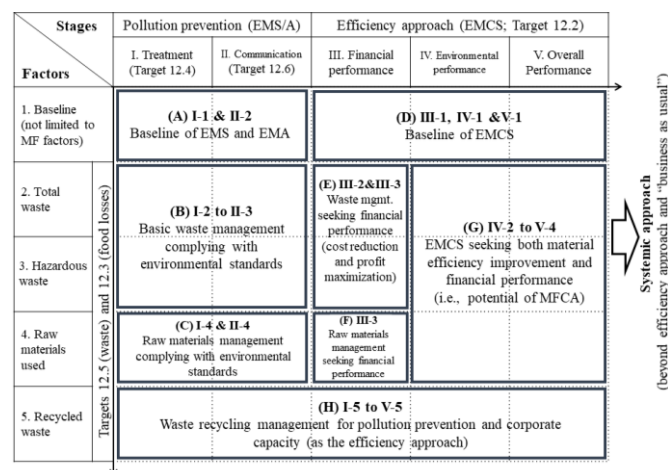 Stages
Factors
Pollution prevention (EMS/A)
Efficiency approach (EMCS; Target 12.2)
I. Treatment
(Target 12.4)
II. Communication
(Target 12.6)
III. Financial
performance
IV. Environmental
performance
V. Overall
Performance
1. Baseline
(not limited to
MF factors)
(A) I-1 & II-2
Baseline of EMS and EMA
(D) III-1, IV-1 &V-1
Baseline of EMCS
2. Total
waste
3. Hazardous
waste
4. Raw
materials
used
5. Recycled
waste
Targets 12.5 (waste) and 12.3 (food losses)
(B) I-2 to II-3
Basic waste management
complying with
environmental standards
(E) III-2&III-3
Waste mgmt.
seeking financial
performance
(cost reduction
and profit
maximization)
(G) IV-2 to V-4
EMCS seeking both material
efficiency improvement and
financial performance
(i.e., potential of MFCA)
(C) I-4 & II-4
Raw materials management
complying with environmental
standards
(F) III-3
Raw materials
management
seeking financial
performance
(H) I-5 to V-5
Waste recycling management for pollution prevention and corporate
capacity (as the efficiency approach)
Systemic approach
(beyond efficiency approach and "business as usual")